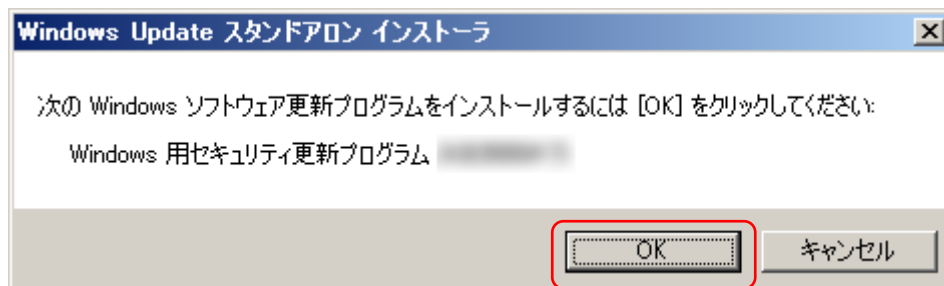 Windows Update スタンドアロン インストーラ
次の Windows ソフトウェア更新プログラムをインストールするには [OK] をクリックしてください:
Windows 用セキュリティ更新プログラム
OK
キャンセル